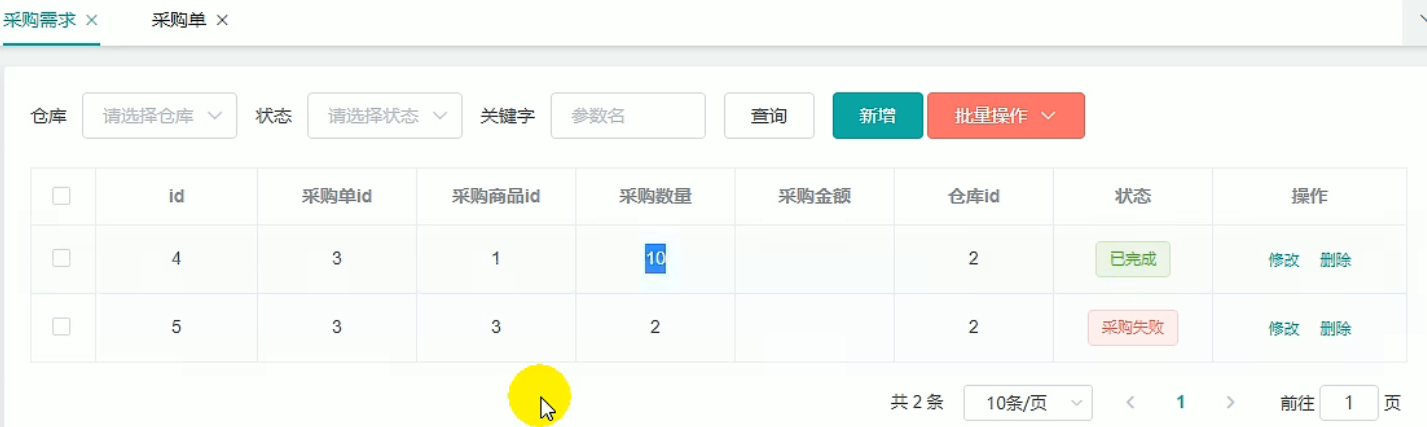 采购需求 × 采购单 ×
仓库 请选择仓库 状态 请选择状态 关键字 参数名 查询 新增 批量操作
id 采购单id 采购商品id 采购数量 采购金额 仓库id 状态 操作
4 3 1 10 2 已完成 修改 删除
5 3 3 2 2 采购失败 修改 删除
共 2 条 10条/页 1 前往 1 页